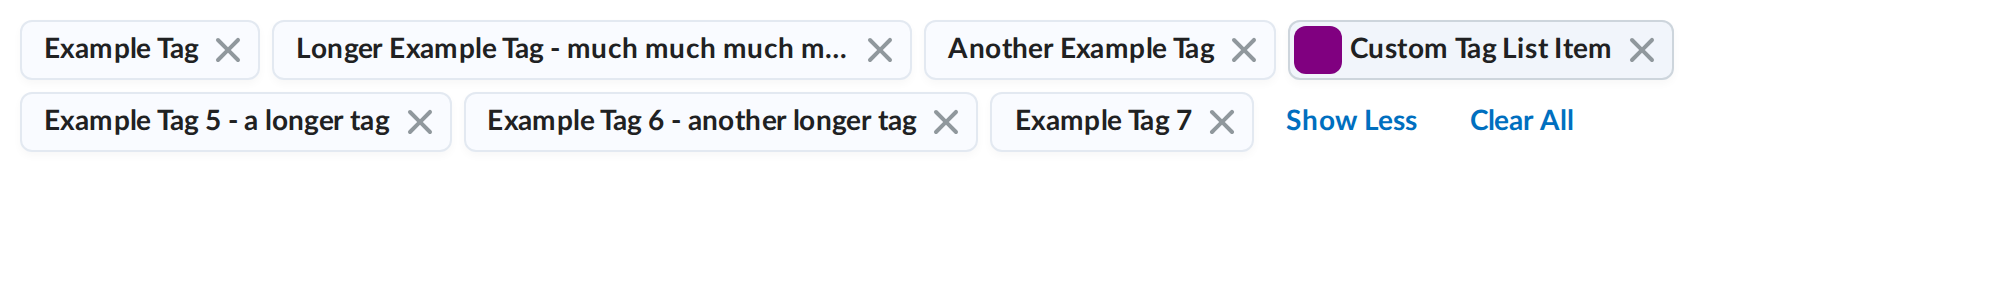 Example Tag Longer Example Tag - much much much m... Another Example Tag Custom Tag List Item
Example Tag 5 - a longer tag Example Tag 6 - another longer tag Example Tag 7 Show Less Clear All